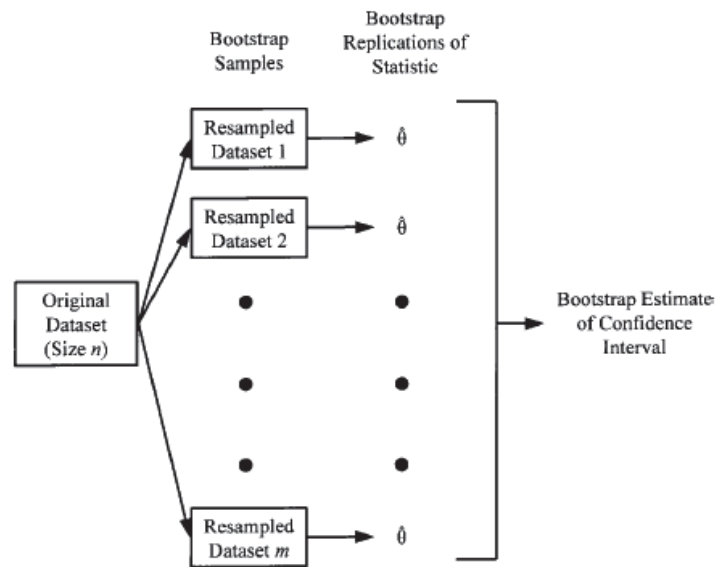 Bootstrap
Samples
Bootstrap
Replications of
Statistic
Resampled
Dataset 1
θ̂
Resampled
Dataset 2
θ̂
Original
Dataset
(Size n)
Bootstrap Estimate
of Confidence
Interval
Resampled
Dataset m
θ̂